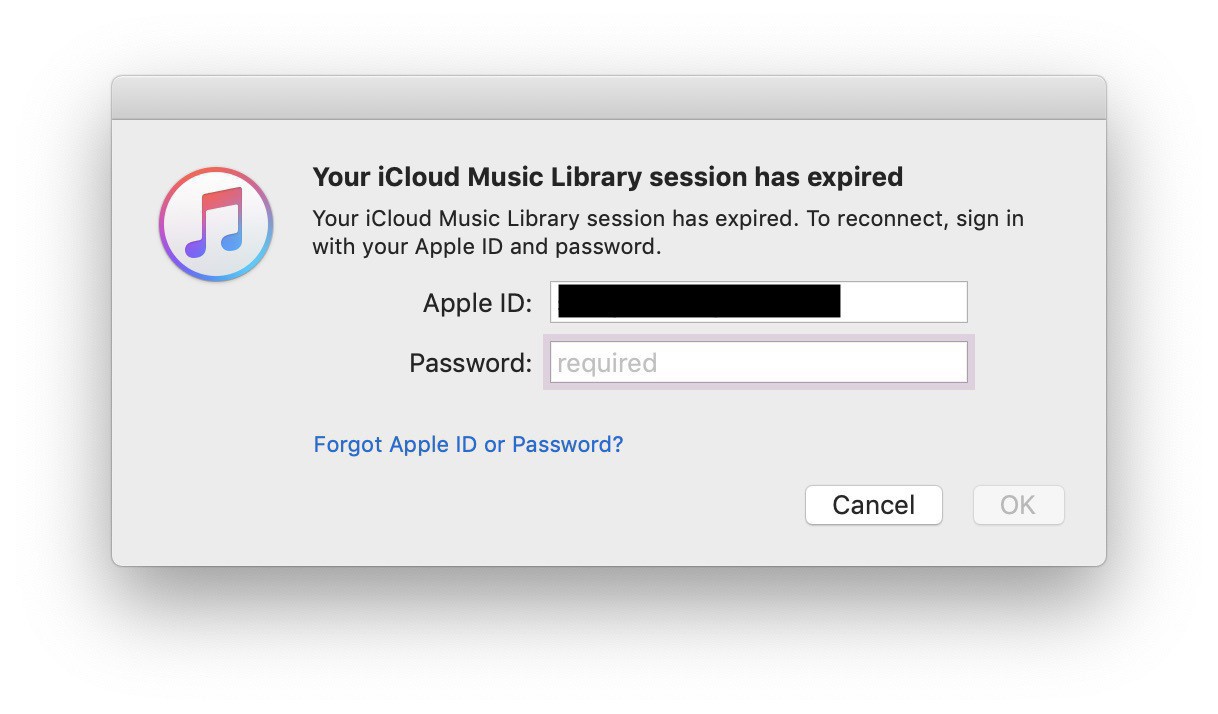 Your iCloud Music Library session has expired
Your iCloud Music Library session has expired. To reconnect, sign in
with your Apple ID and password.
Apple ID:
Password: required
Forgot Apple ID or Password?
Cancel OK